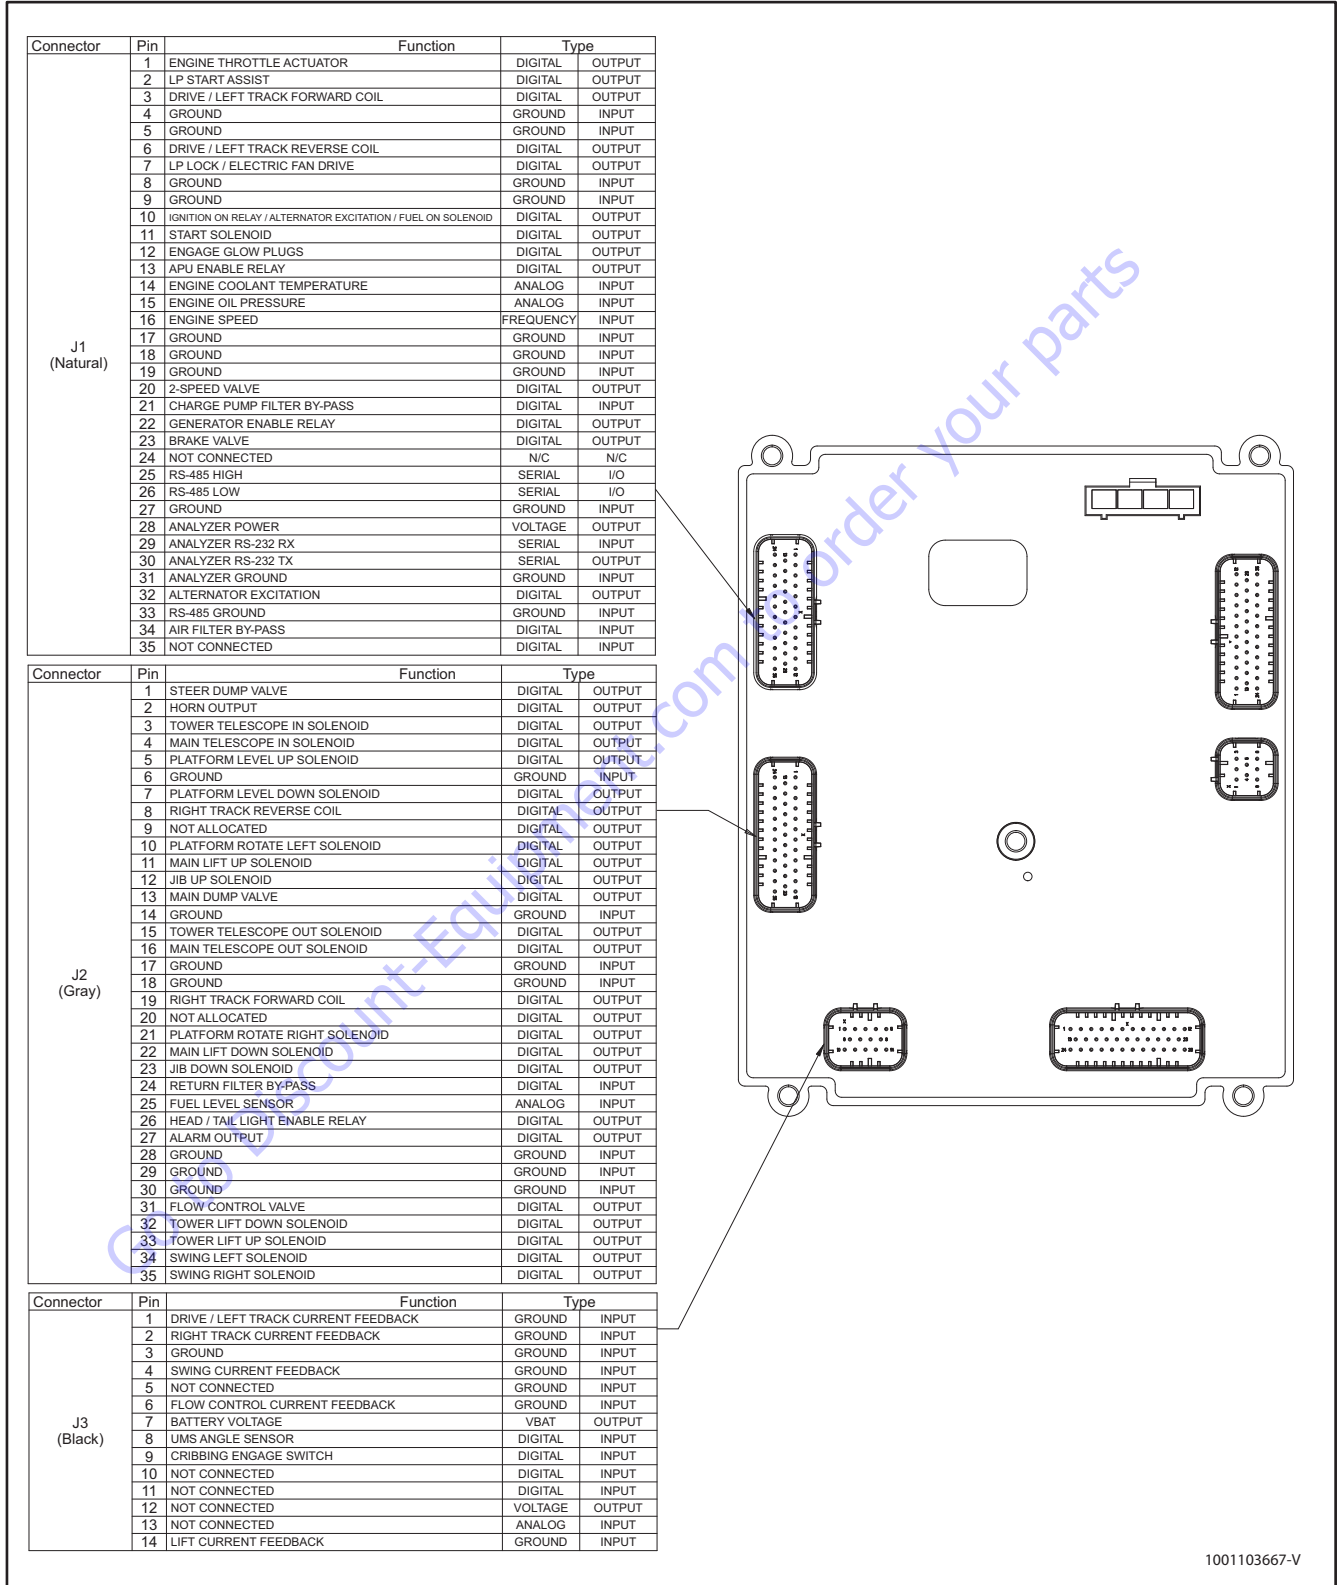 Connector Pin Function Type
1 ENGINE THROTTLE ACTUATOR DIGITAL OUTPUT
2 LP START ASSIST DIGITAL OUTPUT
3 DRIVE / LEFT TRACK FORWARD COIL DIGITAL OUTPUT
4 GROUND GROUND INPUT
5 GROUND GROUND INPUT
6 DRIVE / LEFT TRACK REVERSE COIL DIGITAL OUTPUT
7 LP LOCK / ELECTRIC FAN DRIVE DIGITAL OUTPUT
8 GROUND GROUND INPUT
9 GROUND GROUND INPUT
10 IGNITION ON RELAY / ALTERNATOR EXCITATION / FUEL ON SOLENOID DIGITAL OUTPUT
11 START SOLENOID DIGITAL OUTPUT
12 ENGAGE GLOW PLUGS DIGITAL OUTPUT
13 APU ENABLE RELAY DIGITAL OUTPUT
14 ENGINE COOLANT TEMPERATURE ANALOG INPUT
15 ENGINE OIL PRESSURE ANALOG INPUT
16 ENGINE SPEED FREQUENCY INPUT
17 GROUND GROUND INPUT
J1
(Natural)
18 GROUND GROUND INPUT
19 GROUND GROUND INPUT
20 2-SPEED VALVE DIGITAL OUTPUT
21 CHARGE PUMP FILTER BY-PASS DIGITAL INPUT
22 GENERATOR ENABLE RELAY DIGITAL OUTPUT
23 BRAKE VALVE DIGITAL OUTPUT
24 NOT CONNECTED N/C N/C
25 RS-485 HIGH SERIAL I/O
26 RS-485 LOW SERIAL I/O
27 GROUND GROUND INPUT
28 ANALYZER POWER VOLTAGE OUTPUT
29 ANALYZER RS-232 RX SERIAL INPUT
30 ANALYZER RS-232 TX SERIAL OUTPUT
31 ANALYZER GROUND GROUND INPUT
32 ALTERNATOR EXCITATION DIGITAL OUTPUT
33 RS-485 GROUND GROUND INPUT
34 AIR FILTER BY-PASS DIGITAL INPUT
35 NOT CONNECTED DIGITAL INPUT
Connector Pin Function Type
1 STEER DUMP VALVE DIGITAL OUTPUT
2 HORN OUTPUT DIGITAL OUTPUT
3 TOWER TELESCOPE IN SOLENOID DIGITAL OUTPUT
4 MAIN TELESCOPE IN SOLENOID DIGITAL OUTPUT
5 PLATFORM LEVEL UP SOLENOID DIGITAL OUTPUT
6 GROUND GROUND INPUT
7 PLATFORM LEVEL DOWN SOLENOID DIGITAL OUTPUT
8 RIGHT TRACK REVERSE COIL DIGITAL OUTPUT
9 NOT ALLOCATED DIGITAL OUTPUT
10 PLATFORM ROTATE LEFT SOLENOID DIGITAL OUTPUT
11 MAIN LIFT UP SOLENOID DIGITAL OUTPUT
12 JIB UP SOLENOID DIGITAL OUTPUT
13 MAIN DUMP VALVE DIGITAL OUTPUT
14 GROUND GROUND INPUT
15 TOWER TELESCOPE OUT SOLENOID DIGITAL OUTPUT
16 MAIN TELESCOPE OUT SOLENOID DIGITAL OUTPUT
17 GROUND GROUND INPUT
J2
(Gray)
18 GROUND GROUND INPUT
19 RIGHT TRACK FORWARD COIL DIGITAL OUTPUT
20 NOT ALLOCATED DIGITAL OUTPUT
21 PLATFORM ROTATE RIGHT SOLENOID DIGITAL OUTPUT
22 MAIN LIFT DOWN SOLENOID DIGITAL OUTPUT
23 JIB DOWN SOLENOID DIGITAL OUTPUT
24 RETURN FILTER BY-PASS DIGITAL INPUT
25 FUEL LEVEL SENSOR ANALOG INPUT
26 HEAD / TAIL LIGHT ENABLE RELAY DIGITAL OUTPUT
27 ALARM OUTPUT DIGITAL OUTPUT
28 GROUND GROUND INPUT
29 GROUND GROUND INPUT
30 GROUND GROUND INPUT
31 FLOW CONTROL VALVE DIGITAL OUTPUT
32 TOWER LIFT DOWN SOLENOID DIGITAL OUTPUT
33 TOWER LIFT UP SOLENOID DIGITAL OUTPUT
34 SWING LEFT SOLENOID DIGITAL OUTPUT
35 SWING RIGHT SOLENOID DIGITAL OUTPUT
Connector Pin Function Type
1 DRIVE / LEFT TRACK CURRENT FEEDBACK GROUND INPUT
2 RIGHT TRACK CURRENT FEEDBACK GROUND INPUT
3 GROUND GROUND INPUT
4 SWING CURRENT FEEDBACK GROUND INPUT
5 NOT CONNECTED GROUND INPUT
6 FLOW CONTROL CURRENT FEEDBACK GROUND INPUT
J3
(Black)
7 BATTERY VOLTAGE VBAT OUTPUT
8 UMS ANGLE SENSOR DIGITAL INPUT
9 CRIBBING ENGAGE SWITCH DIGITAL INPUT
10 NOT CONNECTED DIGITAL INPUT
11 NOT CONNECTED DIGITAL INPUT
12 NOT CONNECTED VOLTAGE OUTPUT
13 NOT CONNECTED ANALOG INPUT
14 LIFT CURRENT FEEDBACK GROUND INPUT
Go to Discount-Equipment.com to order your parts
1001103667-V